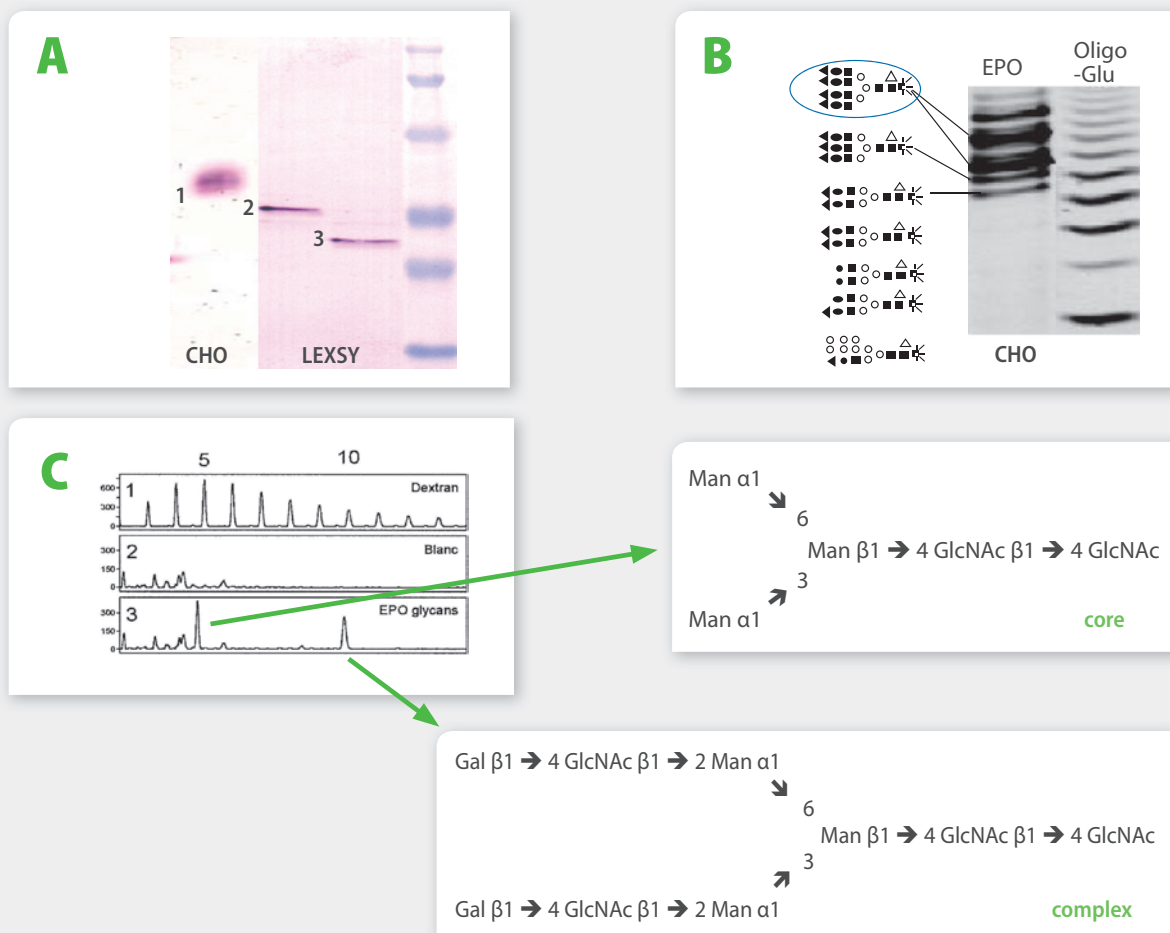 A
1
2
3
CHO
LEXSY
B
EPO
Oligo
-Glu
CHO
C
5
10
600
300
0
1
Dextran
300
150
0
2
Blanc
300
150
0
3
EPO glycans
Man α1
➔
6
Man β1 ➔ 4 GlcNAc β1 ➔ 4 GlcNAc
3
➔
Man α1
core
Gal β1 ➔ 4 GlcNAc β1 ➔ 2 Man α1
➔
6
Man β1 ➔ 4 GlcNAc β1 ➔ 4 GlcNAc
3
➔
Gal β1 ➔ 4 GlcNAc β1 ➔ 2 Man α1
complex